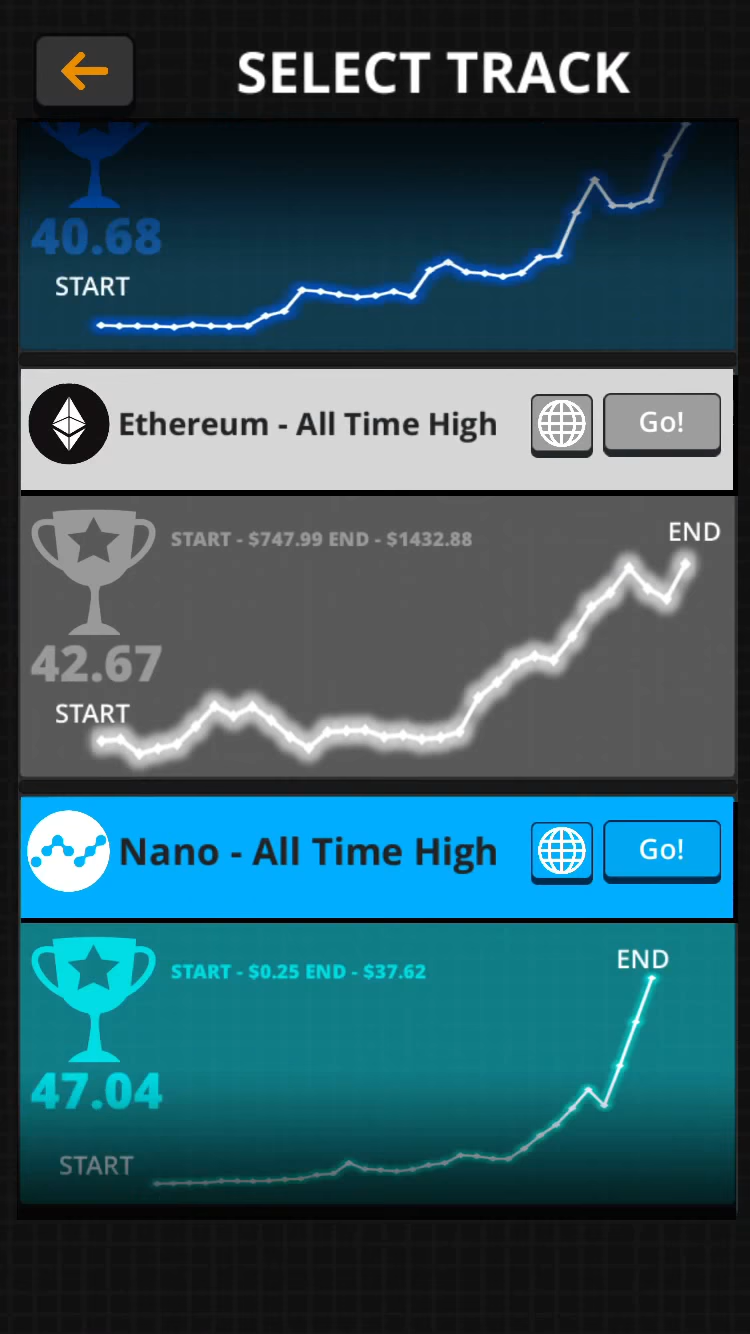 SELECT TRACK
40.68
START
Ethereum - All Time High
Go!
START - $747.99 END - $1432.88
END
42.67
START
Nano - All Time High
Go!
START - $0.25 END - $37.62
END
47.04
START